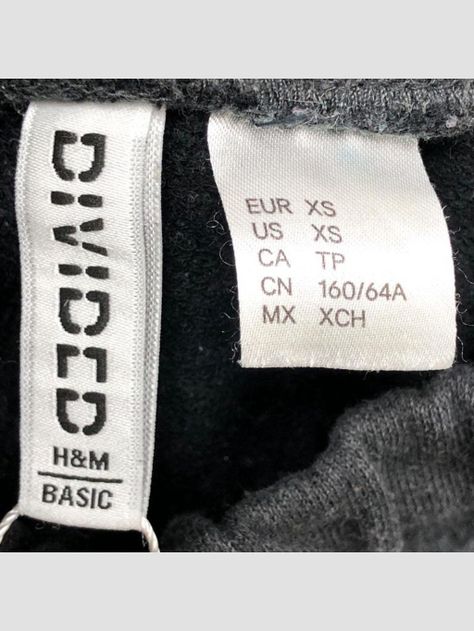 DIVIDED
H&M
BASIC
EUR XS
US XS
CA TP
CN 160/64A
MX XCH